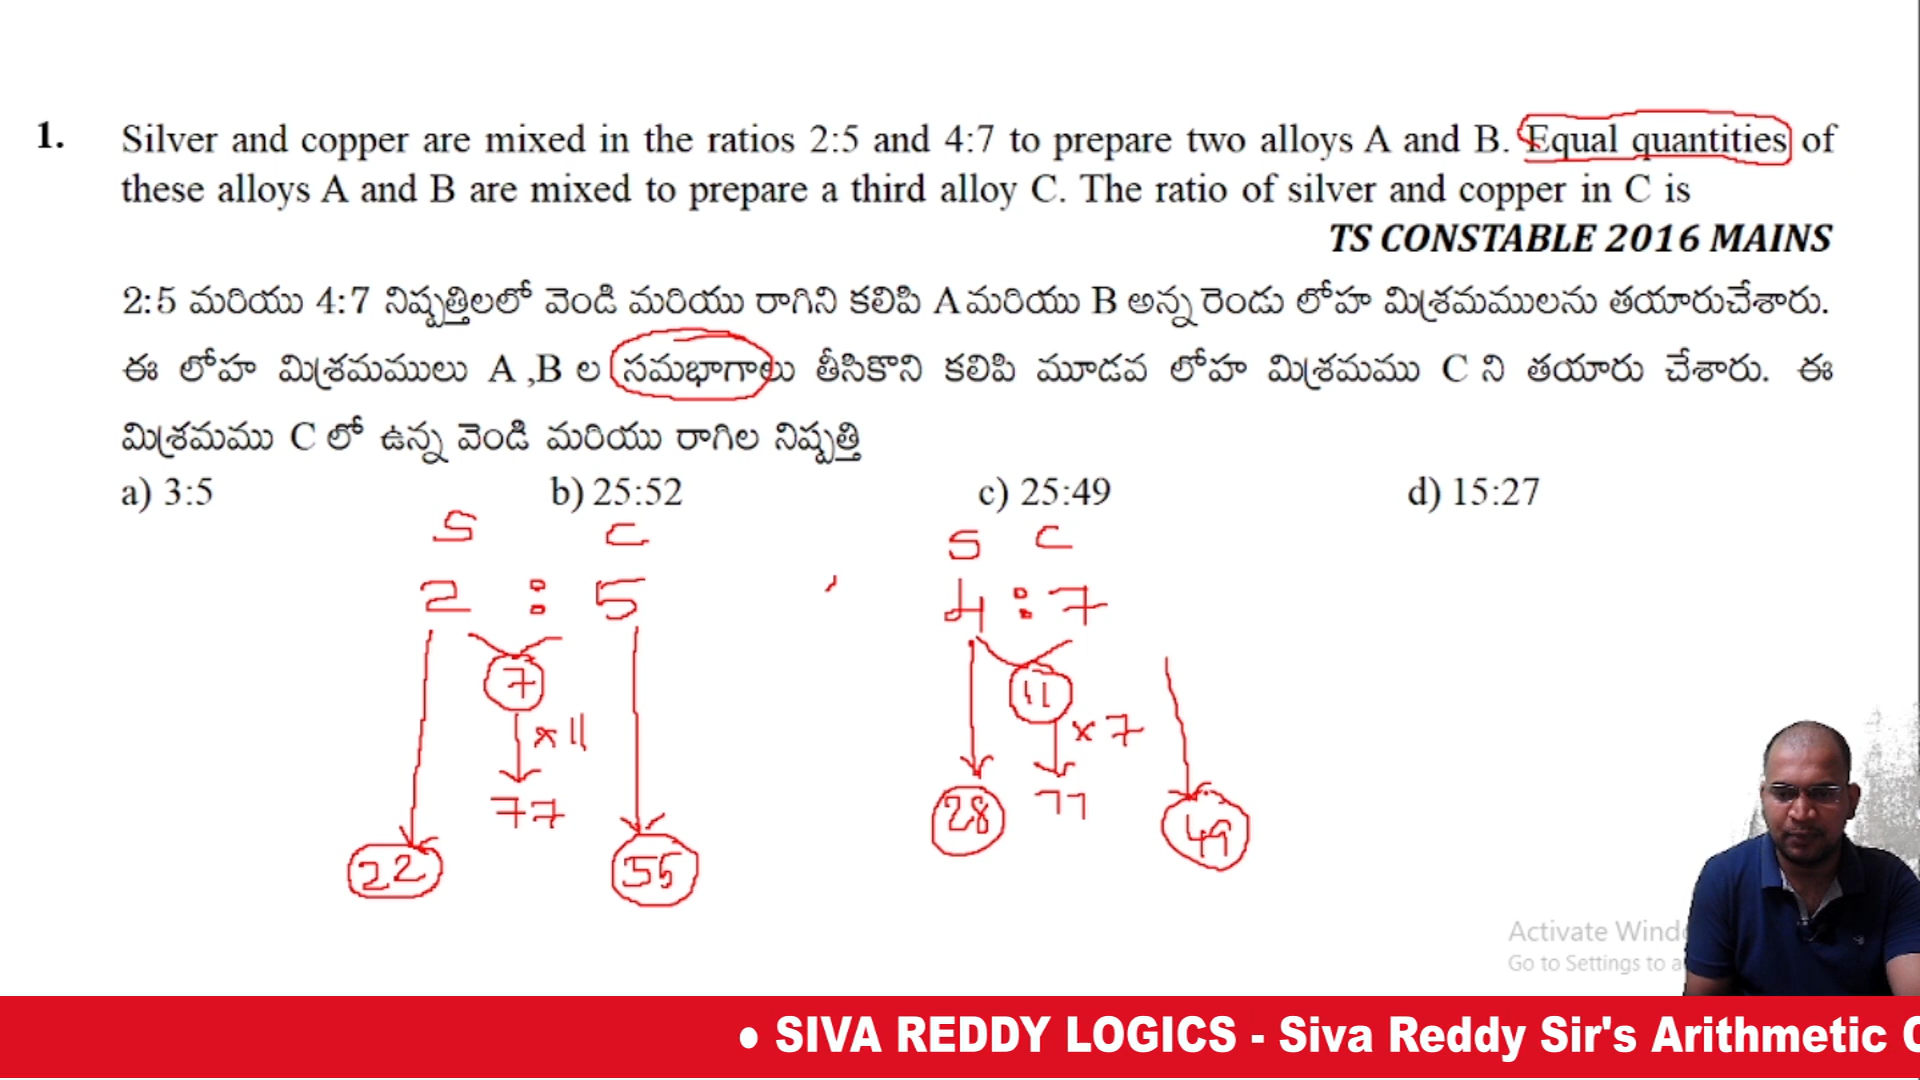 1. Silver and copper are mixed in the ratios 2:5 and 4:7 to prepare two alloys A and B. Equal quantities of
these alloys A and B are mixed to prepare a third alloy C. The ratio of silver and copper in C is
TS CONSTABLE 2016 MAINS
2:5 మరియు 4:7 నిష్పత్తిలలో వెండి మరియు రాగిని కలిపి A మరియు B అన్న రెండు లోహ మిశ్రమములను తయారుచేశారు.
ఈ లోహ మిశ్రమములు A ,B ల సమభాగాలు తీసికొని కలిపి మూడవ లోహ మిశ్రమము C ని తయారు చేశారు. ఈ
మిశ్రమము C లో ఉన్న వెండి మరియు రాగిల నిష్పత్తి
a) 3:5 b) 25:52 c) 25:49 d) 15:27
S C S C
2 : 5 4 : 7
7 11
x 11 x 7
77 28 77 49
22 55
Activate Wind
Go to Settings to a
• SIVA REDDY LOGICS - Siva Reddy Sir's Arithmetic C